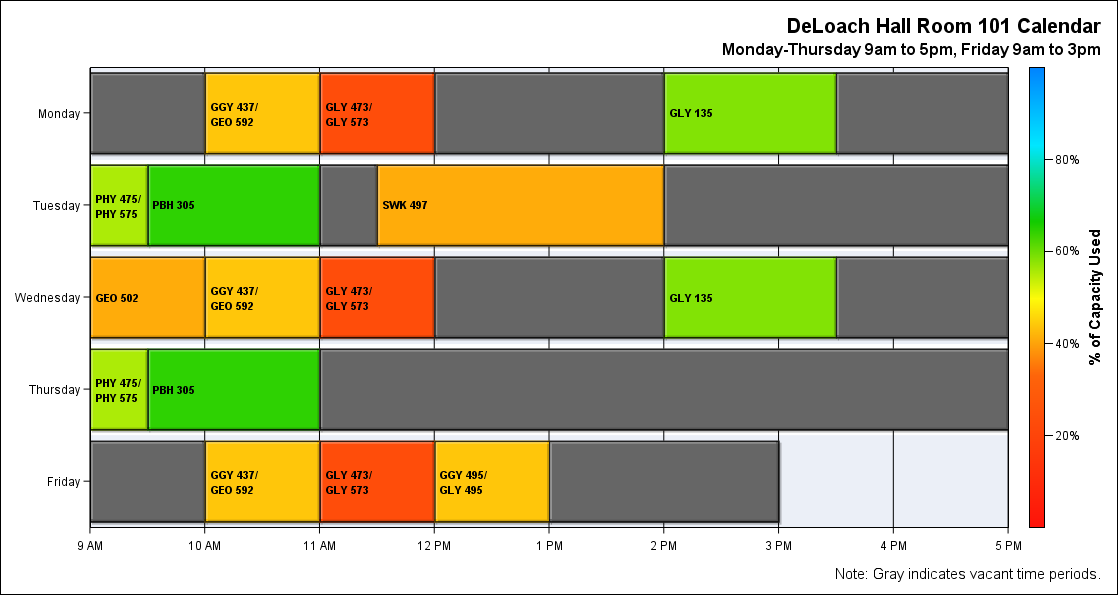 DeLoach Hall Room 101 Calendar
Monday-Thursday 9am to 5pm, Friday 9am to 3pm
Monday
GGY 437/
GEO 592
GLY 473/
GLY 573
GLY 135
Tuesday
PHY 475/
PHY 575
PBH 305
SWK 497
Wednesday
GEO 502
GGY 437/
GEO 592
GLY 473/
GLY 573
GLY 135
Thursday
PHY 475/
PHY 575
PBH 305
Friday
GGY 437/
GEO 592
GLY 473/
GLY 573
GGY 495/
GLY 495
9 AM 10 AM 11 AM 12 PM 1 PM 2 PM 3 PM 4 PM 5 PM
80%
60%
40%
20%
% of Capacity Used
Note: Gray indicates vacant time periods.